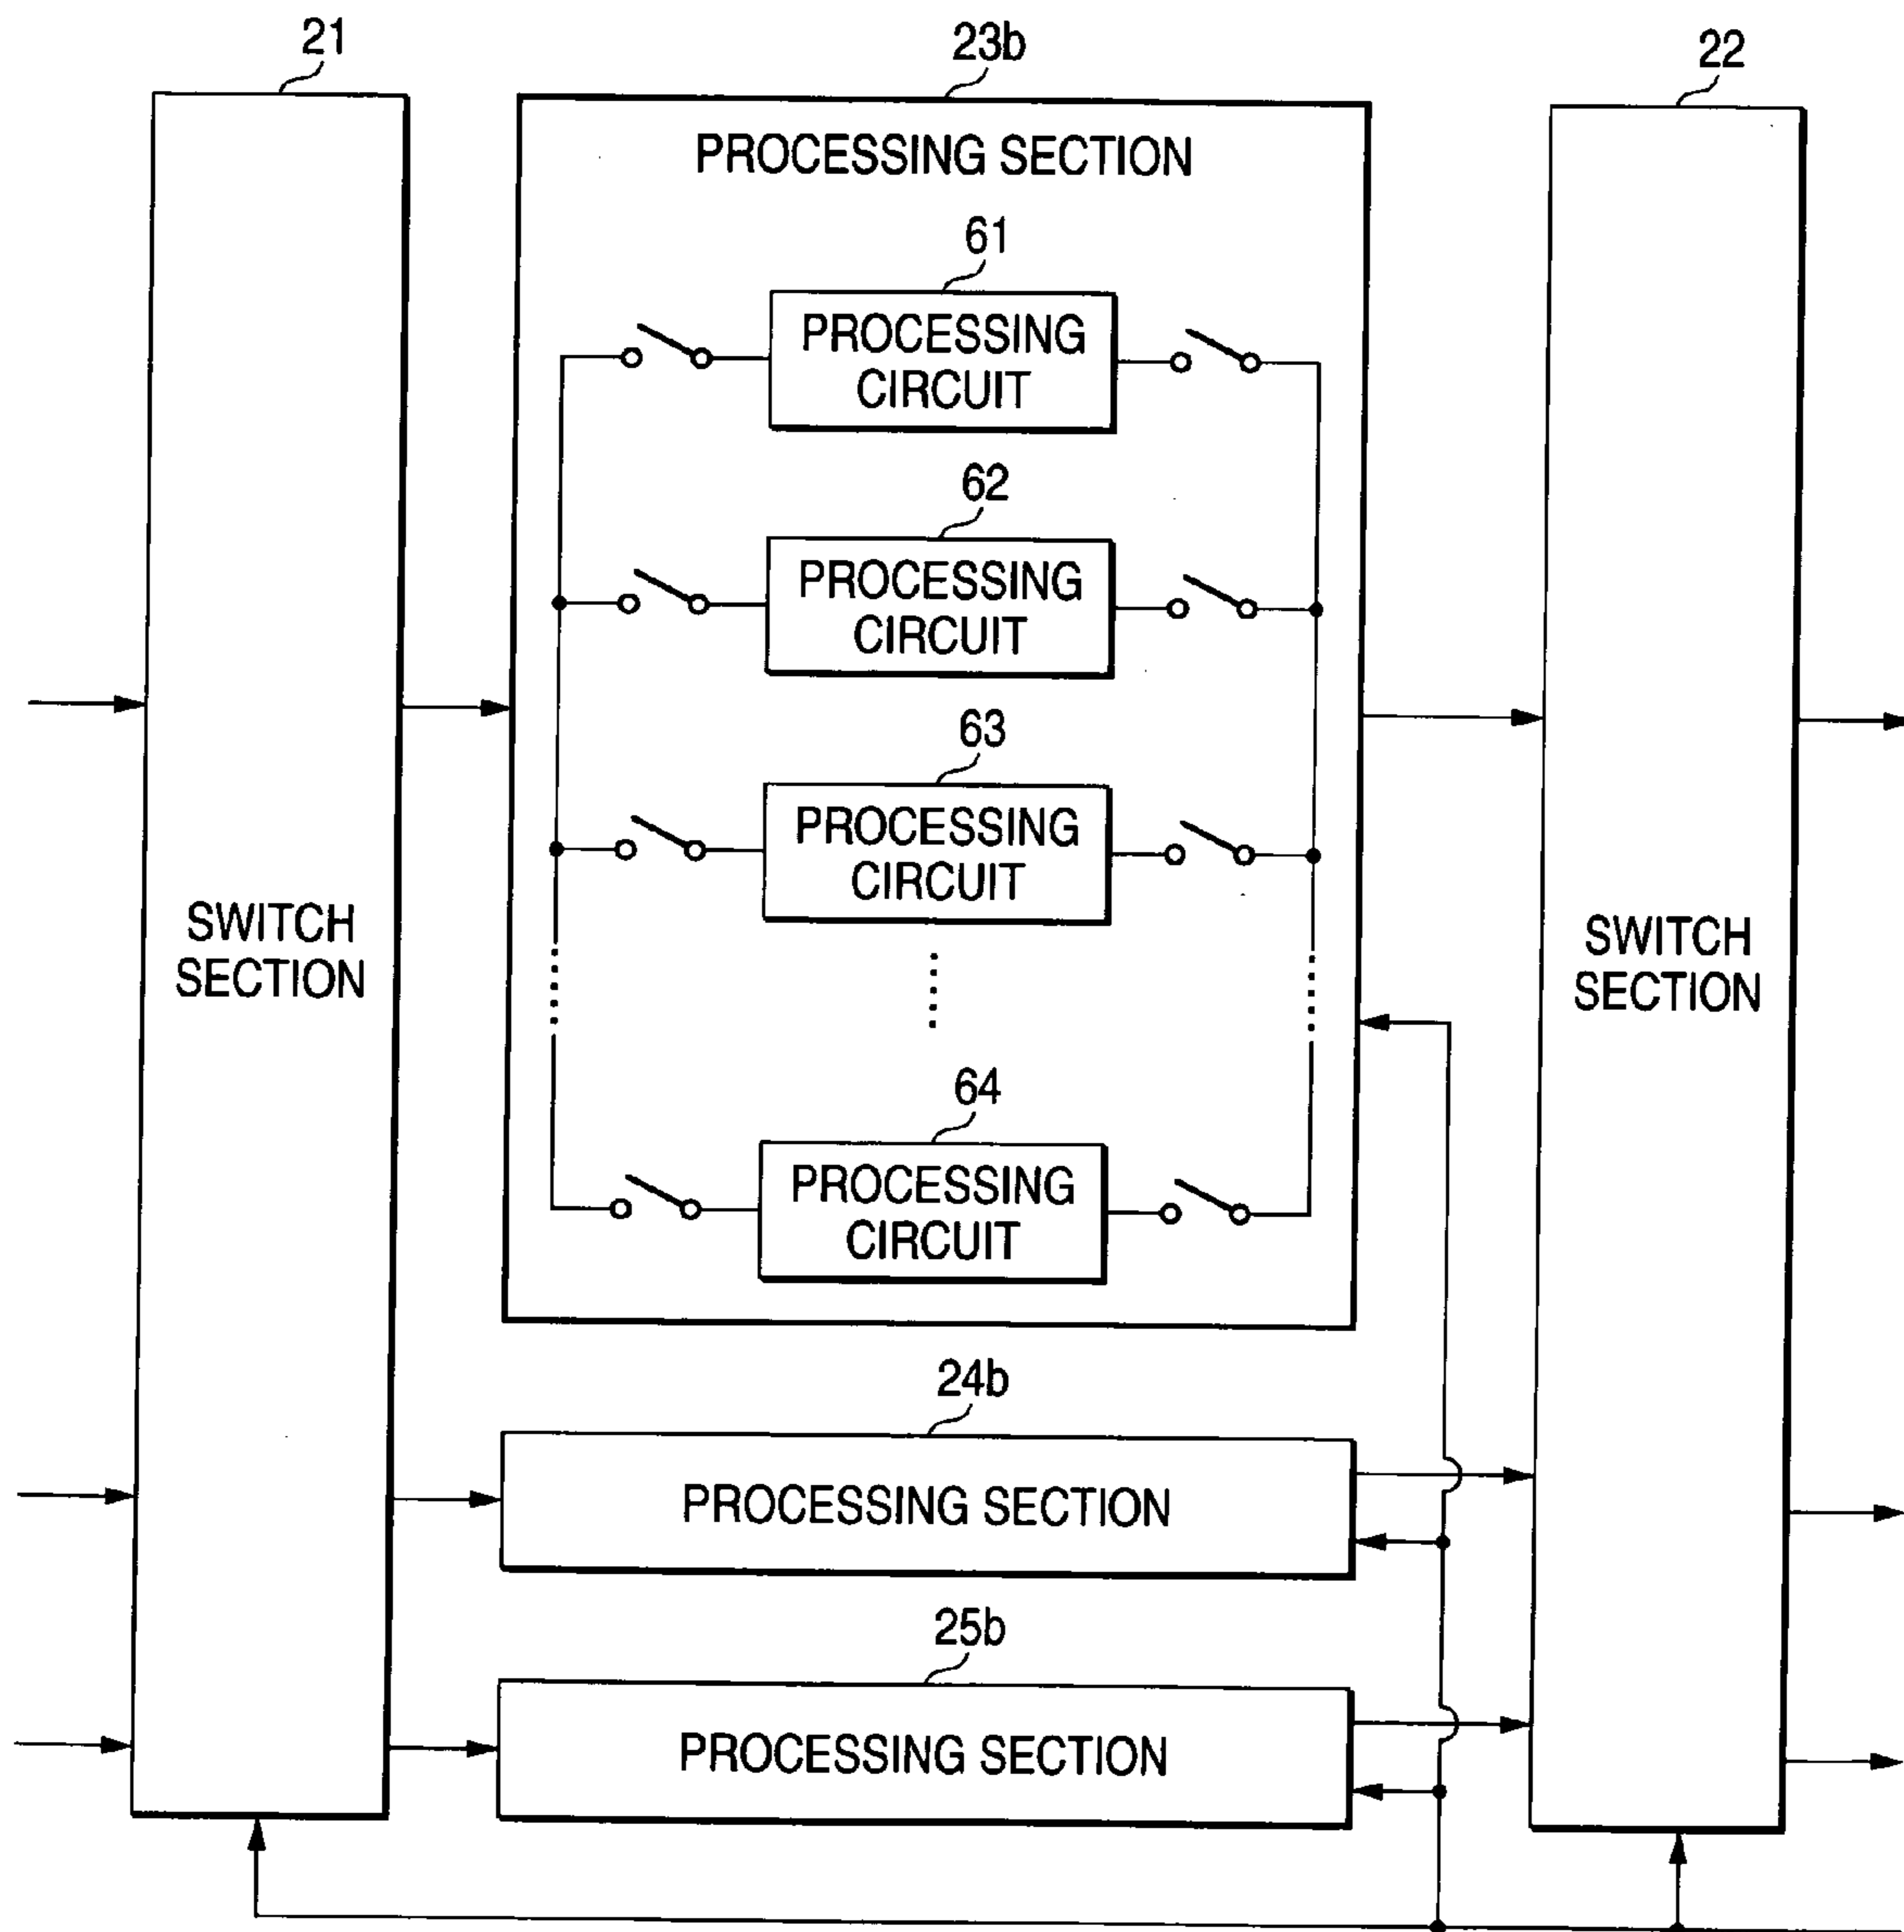 21
23b
22
PROCESSING SECTION
61
PROCESSING
CIRCUIT
62
PROCESSING
CIRCUIT
63
PROCESSING
CIRCUIT
SWITCH
SECTION
SWITCH
SECTION
64
PROCESSING
CIRCUIT
24b
PROCESSING SECTION
25b
PROCESSING SECTION